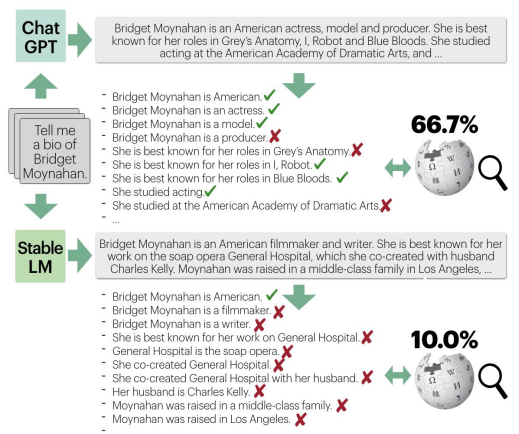 Chat
GPT
Bridget Moynahan is an American actress, model and producer. She is best
known for her roles in Grey's Anatomy, I, Robot and Blue Bloods. She studied
acting at the American Academy of Dramatic Arts, and ...
Tell me
a bio of
Bridget
Moynahan.
- Bridget Moynahan is American.✓
- Bridget Moynahan is an actress.✓
- Bridget Moynahan is a model.✓
- Bridget Moynahan is a producer.✗
- She is best known for her roles in Grey's Anatomy.✗
- She is best known for her roles in I, Robot.✓
- She is best known for her roles in Blue Bloods. ✓
- She studied acting.✓
- She studied at the American Academy of Dramatic Arts.✗
- ...
66.7%
Stable
LM
Bridget Moynahan is an American filmmaker and writer. She is best known for her
work on the soap opera General Hospital, which she co-created with husband
Charles Kelly. Moynahan was raised in a middle-class family in Los Angeles, ...
- Bridget Moynahan is American. ✓
- Bridget Moynahan is a filmmaker. ✗
- Bridget Moynahan is a writer. ✗
- She is best known for her work on General Hospital. ✗
- General Hospital is the soap opera. ✗
- She co-created General Hospital. ✗
- She co-created General Hospital with her husband. ✗
- Her husband is Charles Kelly. ✗
- Moynahan was raised in a middle-class family. ✗
- Moynahan was raised in Los Angeles. ✗
-
10.0%